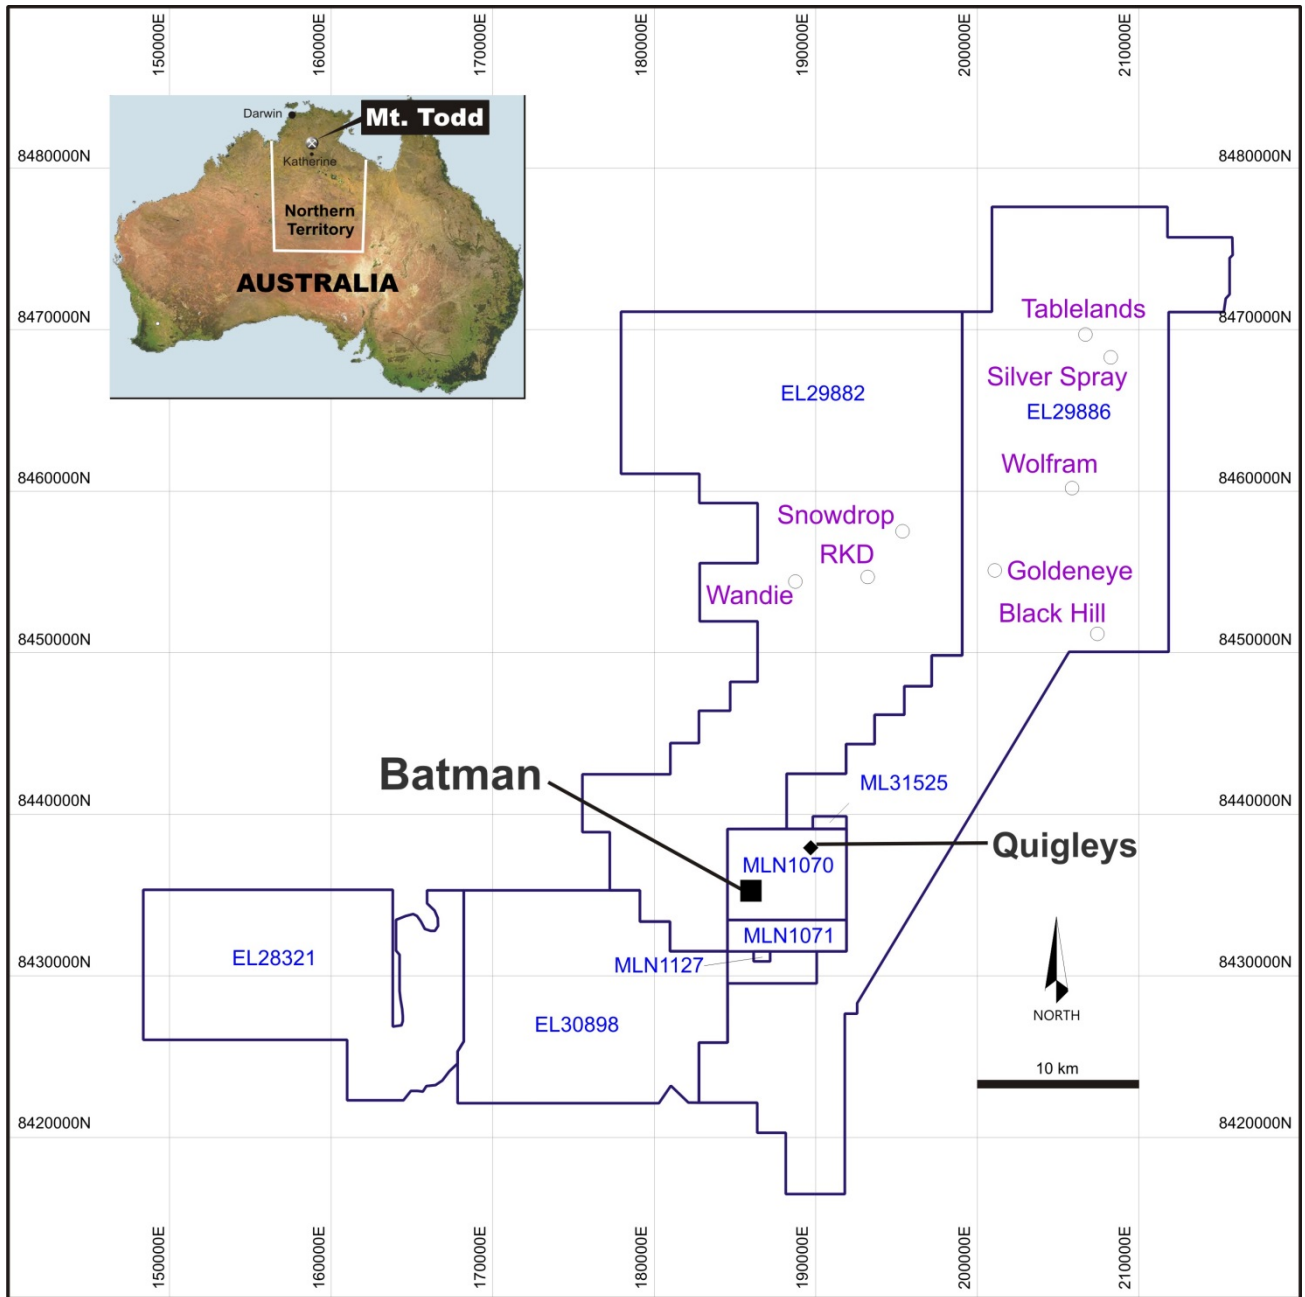 150000E
160000E
170000E
180000E
190000E
200000E
210000E
Darwin
Mt. Todd
Katherine
Northern
Territory
AUSTRALIA
8480000N
8480000N
Tablelands
8470000N
8470000N
Silver Spray
EL29882
EL29886
Wolfram
8460000N
8460000N
Snowdrop
RKD
Goldeneye
Wandie
Black Hill
8450000N
8450000N
Batman
ML31525
8440000N
8440000N
Quigleys
MLN1070
MLN1071
EL28321
MLN1127
8430000N
8430000N
EL30898
NORTH
10 km
8420000N
8420000N
150000E
160000E
170000E
180000E
190000E
200000E
210000E